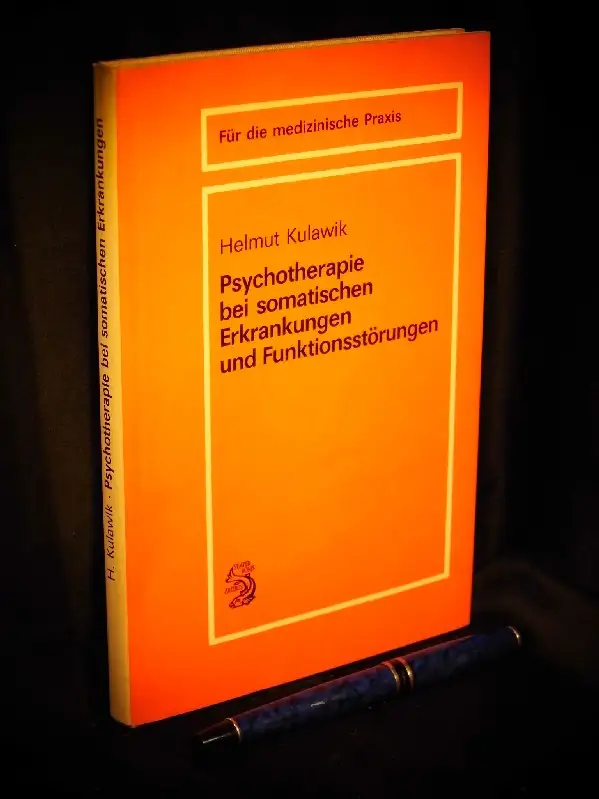 Für die medizinische Praxis
Helmut Kulawik
Psychotherapie
bei somatischen
Erkrankungen
und Funktionsstörungen
H. Kulawik · Psychotherapie bei somatischen Erkrankungen